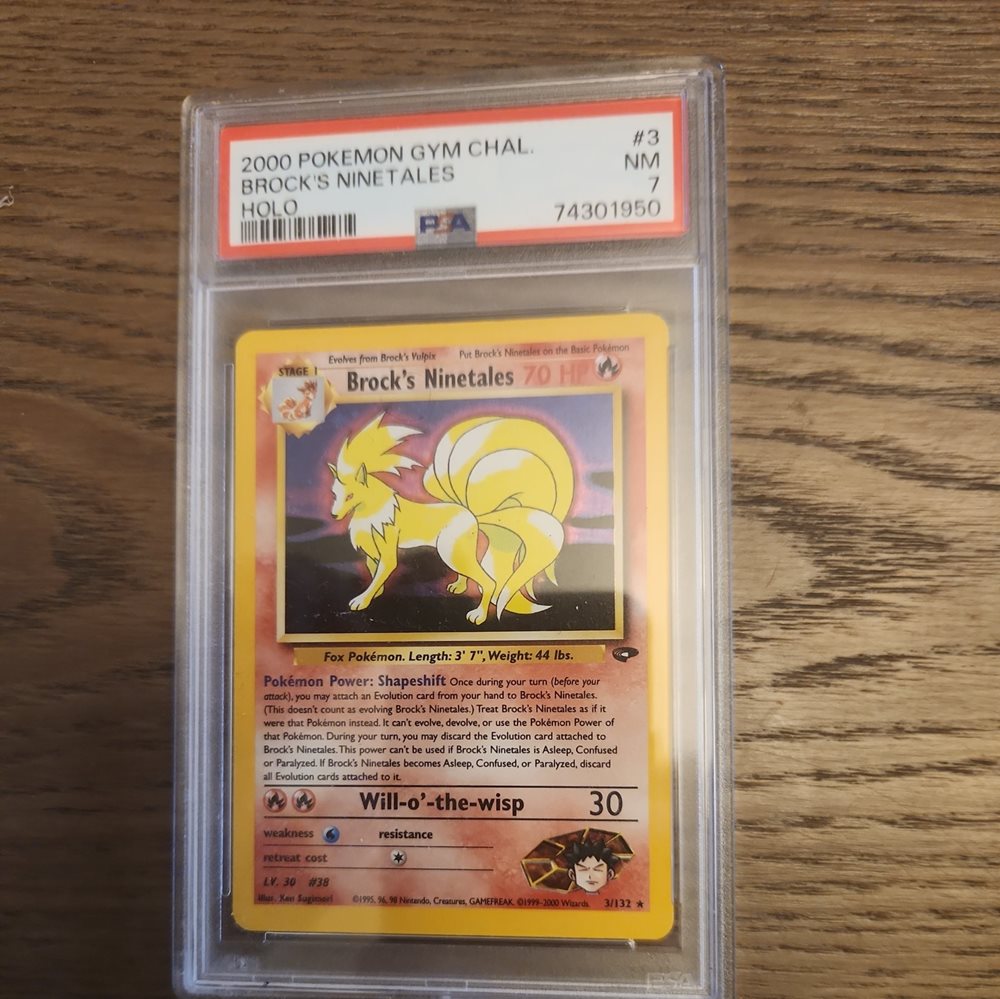 2000 POKEMON GYM CHAL. #3
BROCK'S NINETALES NM
HOLO 7
PSA 74301950
Evolves from Brock's Vulpix Put Brock's Ninetales on the Basic Pokémon
STAGE 1
Brock's Ninetales 70 HP
Fox Pokémon. Length: 3' 7", Weight: 44 lbs.
Pokémon Power: Shapeshift Once during your turn (before your
attack), you may attach an Evolution card from your hand to Brock's Ninetales.
(This doesn't count as evolving Brock's Ninetales.) Treat Brock's Ninetales as if it
were that Pokémon instead. It can't evolve, devolve, or use the Pokémon Power of
that Pokémon. During your turn, you may discard the Evolution card attached to
Brock's Ninetales. This power can't be used if Brock's Ninetales is Asleep, Confused
or Paralyzed. If Brock's Ninetales becomes Asleep, Confused, or Paralyzed, discard
all Evolution cards attached to it.
Will-o'-the-wisp 30
weakness resistance
retreat cost
LV. 30 #38
Illus. Ken Sugimori ©1995, 96, 98 Nintendo, Creatures, GAMEFREAK. ©1999-2000 Wizards. 3/132 ★
PSA